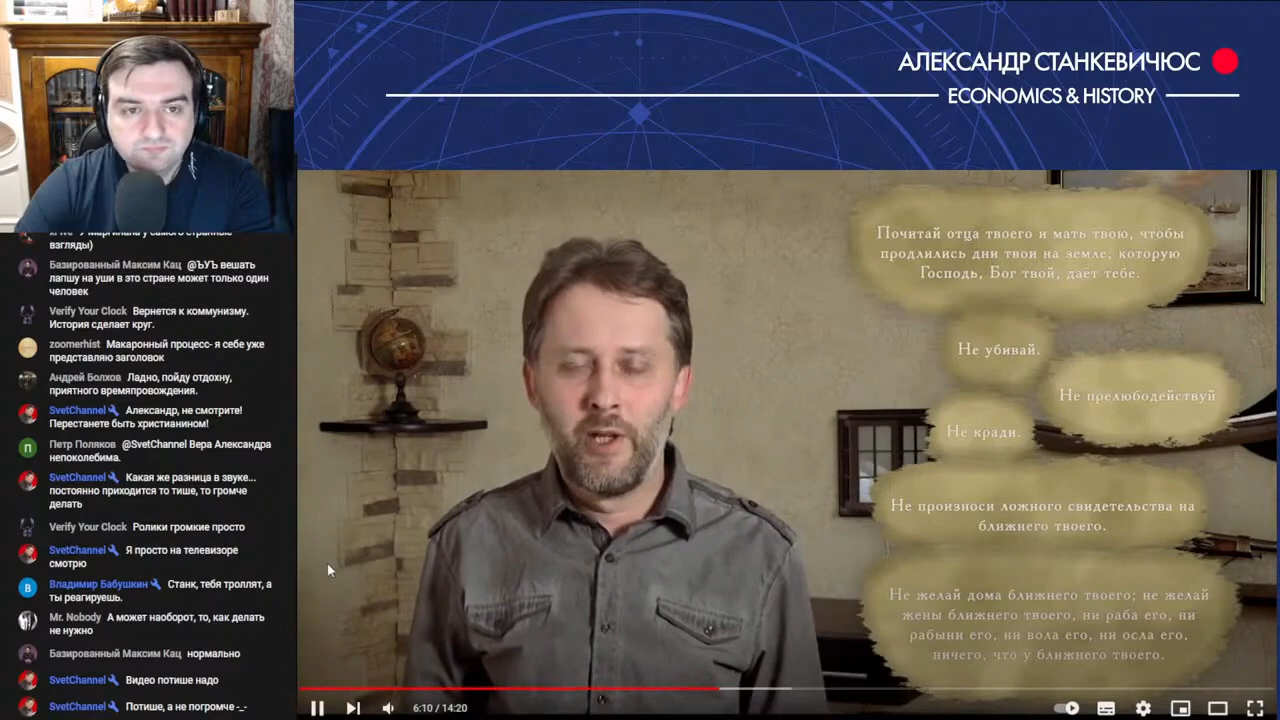 АЛЕКСАНДР СТАНКЕВИЧЮС
ECONOMICS & HISTORY
взгляды)
Базированный Максим Кац @ЪУЪ вешать
лапшу на уши в это стране может только один
человек
Verify Your Clock Вернется к коммунизму.
История сделает круг.
zoomerhist Макаронный процесс- я себе уже
представляю заголовок
Андрей Болхов Ладно, пойду отдохну,
приятного времяпровождения.
SvetChannel Александр, не смотрите!
Перестанете быть христианином!
П Петр Поляков @SvetChannel Вера Александра
непоколебима.
SvetChannel Какая же разница в звуке...
постоянно приходится то тише, то громче
делать
Verify Your Clock Ролики громкие просто
SvetChannel Я просто на телевизоре
смотрю
В Владимир Бабушкин Станк, тебя троллят, а
ты реагируешь.
Mr. Nobody А может наоборот, то, как делать
не нужно
Базированный Максим Кац нормально
SvetChannel Видео потише надо
SvetChannel Потише, а не погромче -_-
Почитай отца твоего и мать твою, чтобы
продлились дни твои на земле, которую
Господь, Бог твой, даёт тебе.
Не убивай.
Не прелюбодействуй
Не кради.
Не произноси ложного свидетельства на
ближнего твоего.
Не желай дома ближнего твоего; не желай
жены ближнего твоего, ни раба его, ни
рабыни его, ни вола его, ни осла его,
ничего, что у ближнего твоего.
6:10 / 14:20